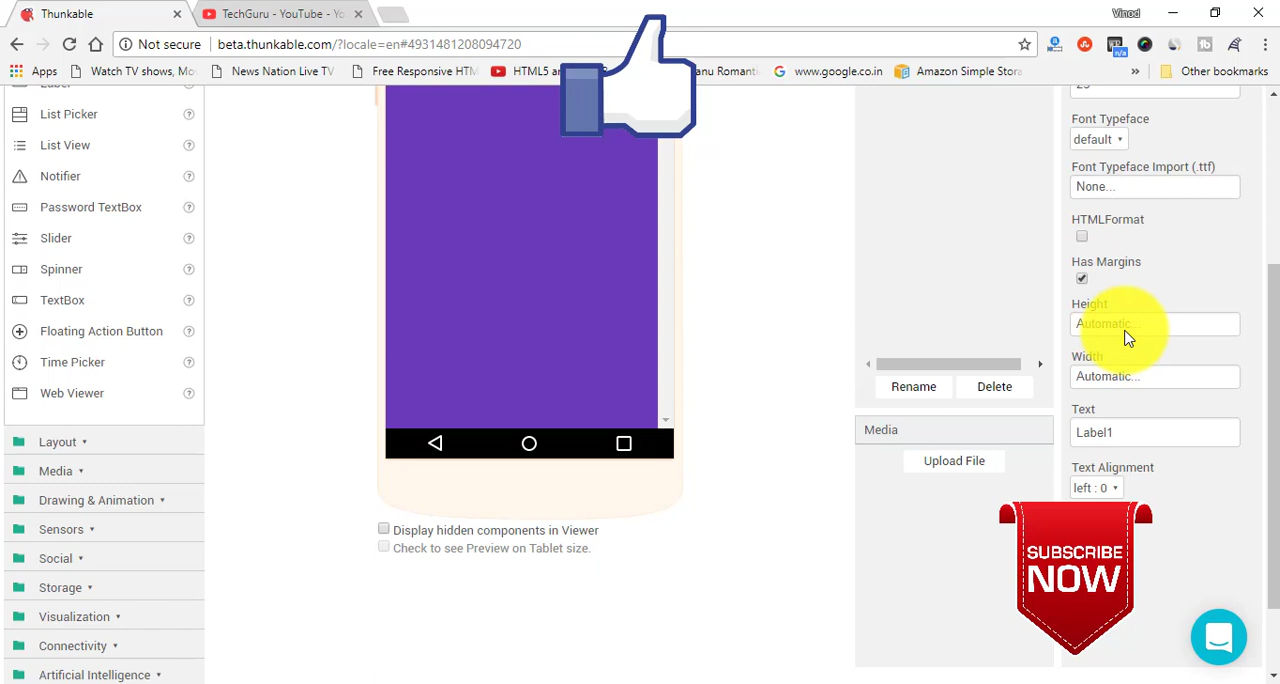 Thunkable
TechGuru - YouTube - Yo
Vinod
Not secure
beta.thunkable.com/?locale=en#4931481208094720
n/a
Apps
Watch TV shows, Mo
News Nation Live TV
Free Responsive HTM
HTML5 a
anu Romanti
www.google.co.in
Amazon Simple Stora
»
Other bookmarks
Label
List Picker
List View
Notifier
Password TextBox
Slider
Spinner
TextBox
Floating Action Button
Time Picker
Web Viewer
Layout
Media
Drawing & Animation
Sensors
Social
Storage
Visualization
Connectivity
Artificial Intelligence
Display hidden components in Viewer
Check to see Preview on Tablet size.
Rename
Delete
Media
Upload File
Font Typeface
default
Font Typeface Import (.ttf)
None...
HTMLFormat
Has Margins
Height
Automatic...
Width
Automatic...
Text
Label1
Text Alignment
left : 0
SUBSCRIBE
NOW